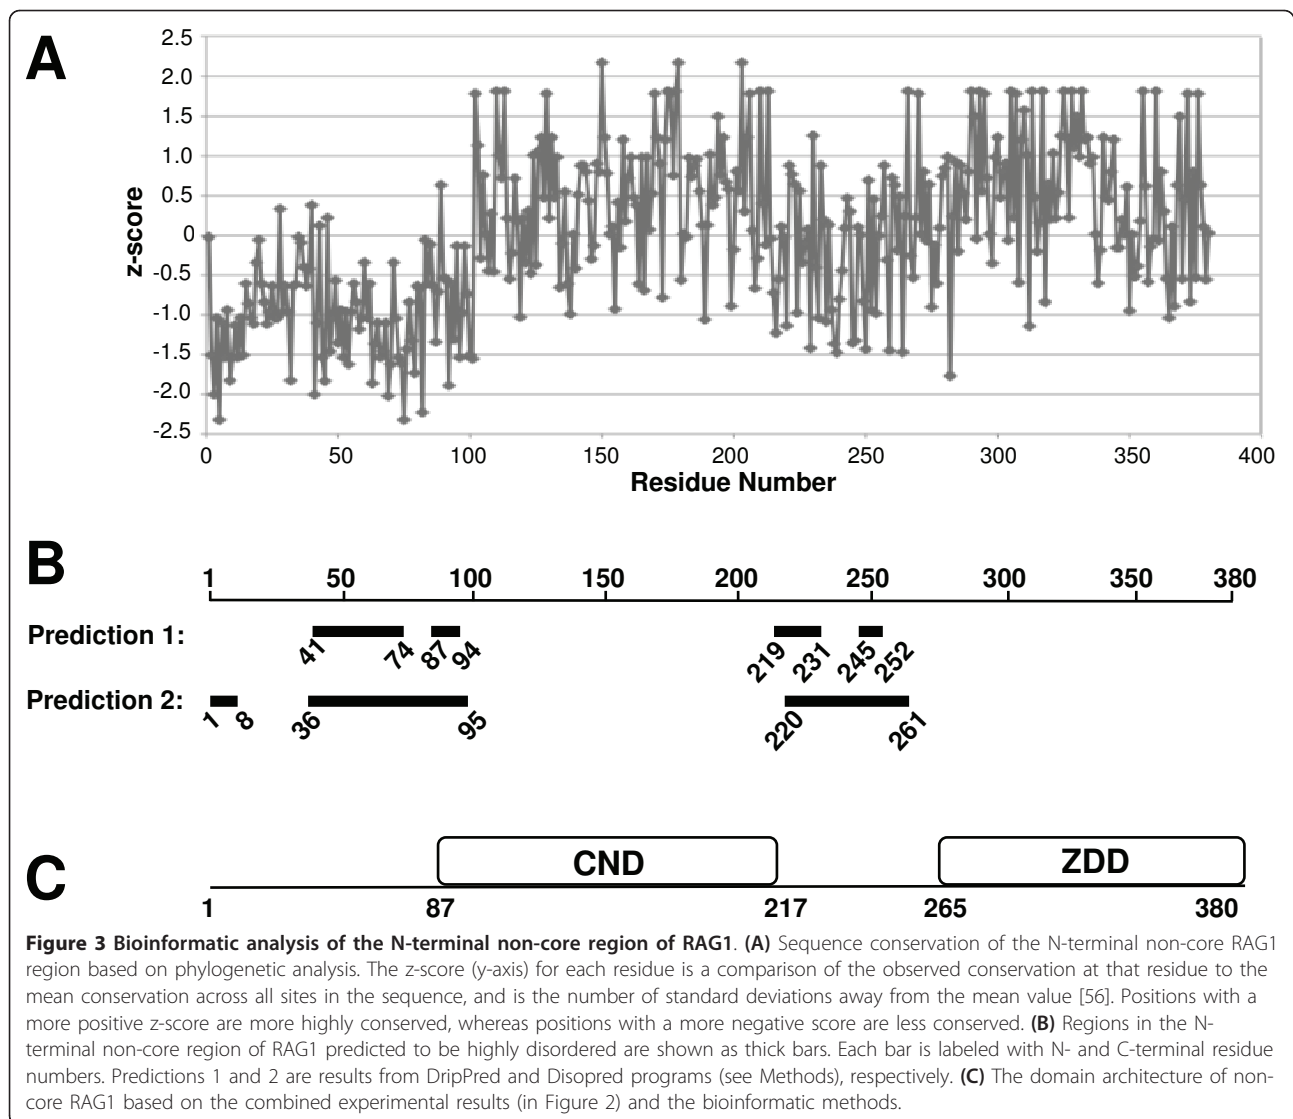 A
2.5
2.0
1.5
1.0
0.5
0
-0.5
-1.0
-1.5
-2.0
-2.5
z-score
0 50 100 150 200 250 300 350 400
Residue Number
B
1 50 100 150 200 250 300 350 380
Prediction 1:
41 74 87 94 219 231 245 252
Prediction 2:
1 8 36 95 220 261
C
CND ZDD
1 87 217 265 380
Figure 3 Bioinformatic analysis of the N-terminal non-core region of RAG1. (A) Sequence conservation of the N-terminal non-core RAG1
region based on phylogenetic analysis. The z-score (y-axis) for each residue is a comparison of the observed conservation at that residue to the
mean conservation across all sites in the sequence, and is the number of standard deviations away from the mean value [56]. Positions with a
more positive z-score are more highly conserved, whereas positions with a more negative score are less conserved. (B) Regions in the N-
terminal non-core region of RAG1 predicted to be highly disordered are shown as thick bars. Each bar is labeled with N- and C-terminal residue
numbers. Predictions 1 and 2 are results from DripPred and Disopred programs (see Methods), respectively. (C) The domain architecture of non-
core RAG1 based on the combined experimental results (in Figure 2) and the bioinformatic methods.